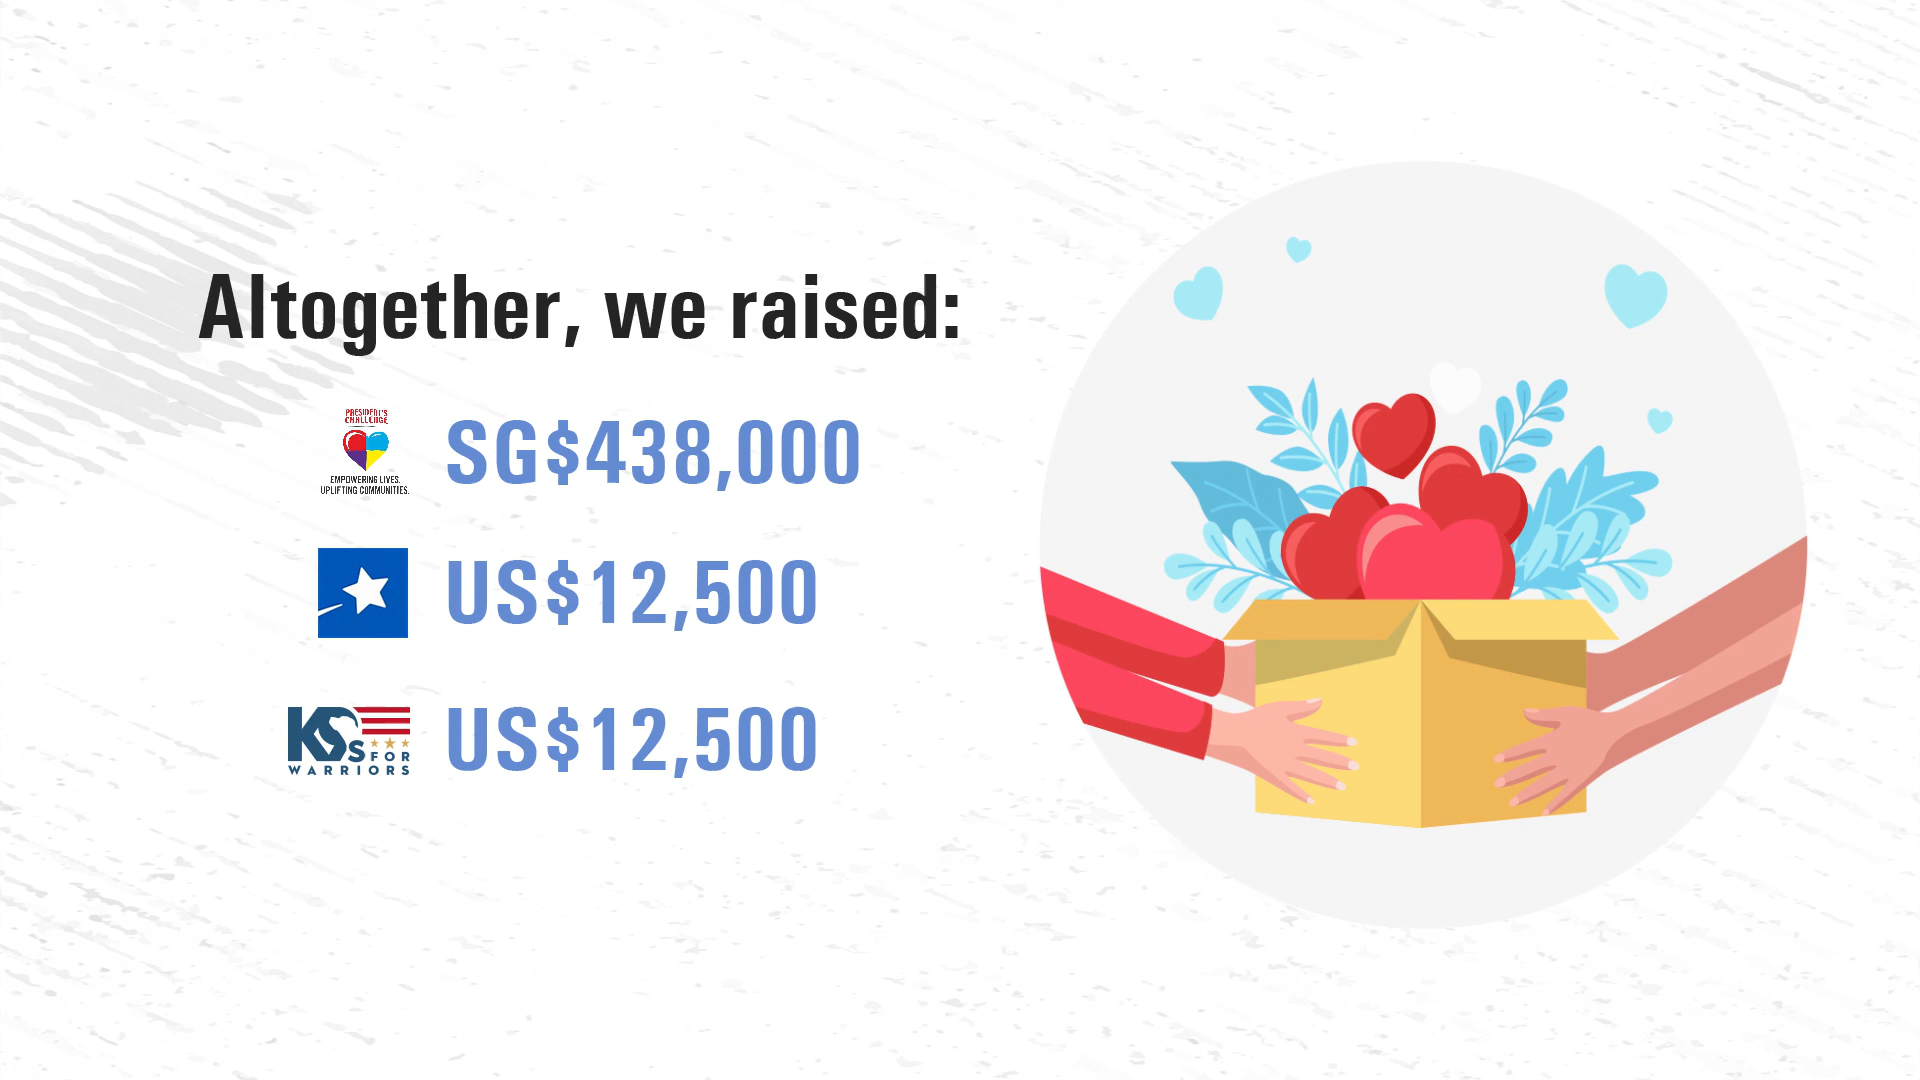 Altogether, we raised:
PRESIDENT'S
CHALLENGE
EMPOWERING LIVES.
UPLIFTING COMMUNITIES.
SG$438,000
US$12,500
K9s FOR
WARRIORS
US$12,500